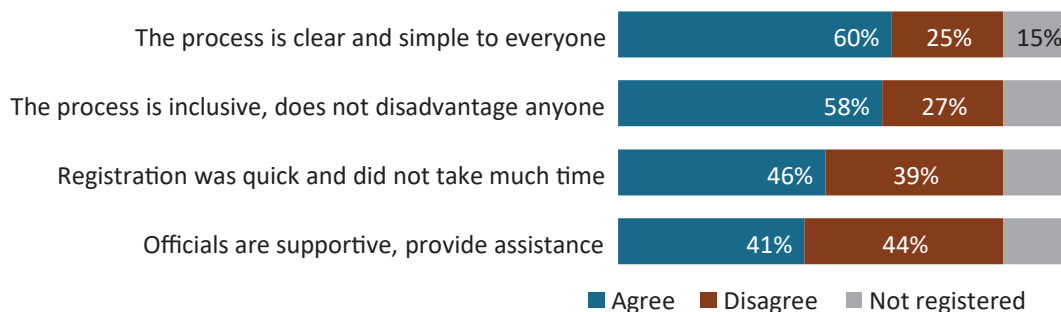 The process is clear and simple to everyone 60% 25% 15%
The process is inclusive, does not disadvantage anyone 58% 27%
Registration was quick and did not take much time 46% 39%
Officials are supportive, provide assistance 41% 44%
Agree Disagree Not registered